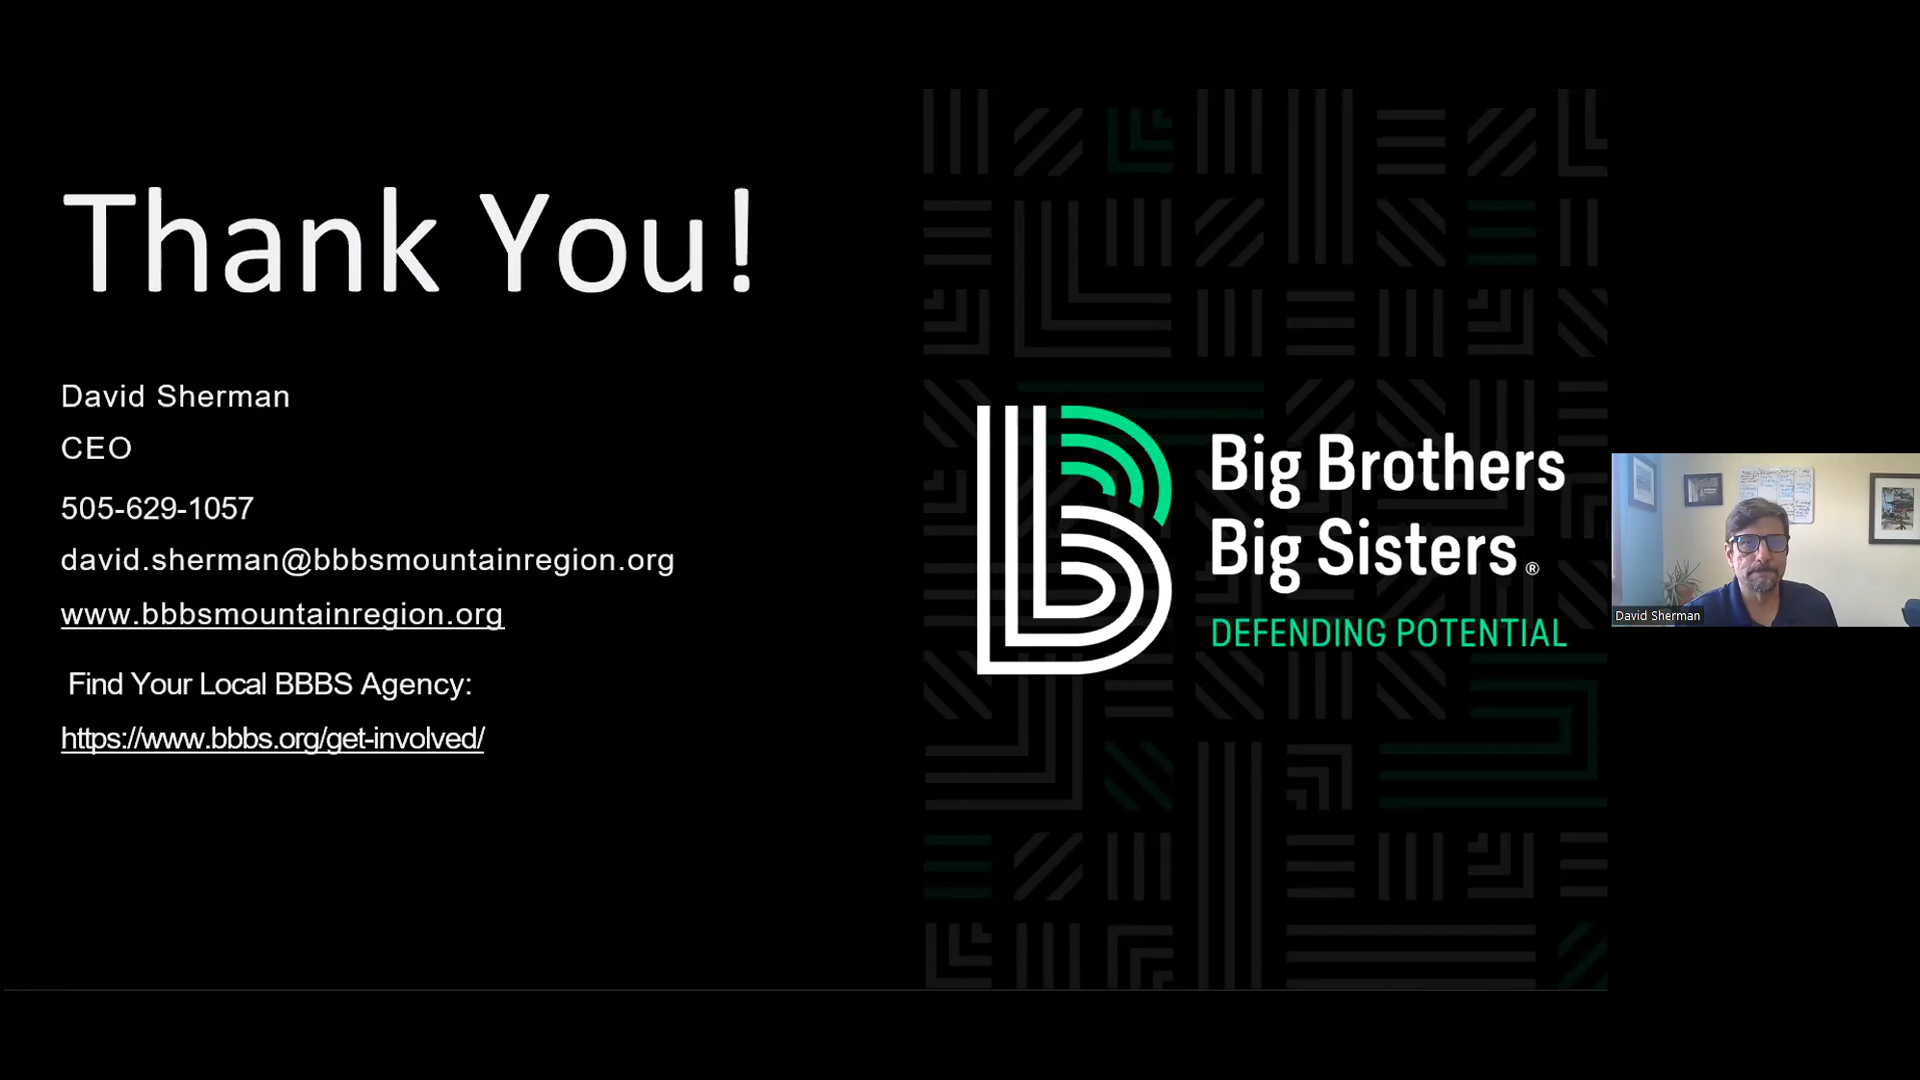 Thank You!
David Sherman
CEO
505-629-1057
david.sherman@bbbsmountainregion.org
www.bbbsmountainregion.org
Find Your Local BBBS Agency:
https://www.bbbs.org/get-involved/
Big Brothers
Big Sisters®
DEFENDING POTENTIAL
David Sherman